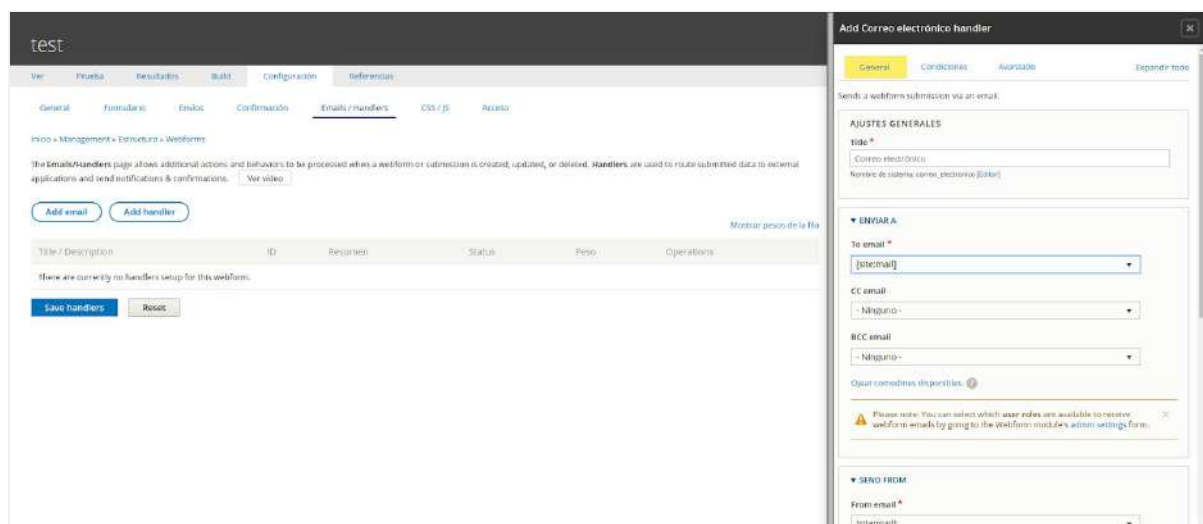 test
Ver Prueba Resultados Build Configuración Referencias
General Formulario Envíos Confirmación Emails / Handlers CSS / JS Acceso
Inicio » Management » Estructura » Webforms
The Emails/Handlers page allows additional actions and behaviors to be processed when a webform or submission is created, updated, or deleted. Handlers are used to route submitted data to external
applications and send notifications & confirmations. Ver vídeo
Add email Add handler
Mostrar pesos de la fila
Title / Description ID Resumen Status Peso Operations
There are currently no handlers setup for this webform.
Save handlers Reset
Add Correo electrónico handler
General Condiciones Avanzado Expandir todo
Sends a webform submission via an email.
AJUSTES GENERALES
Title *
Correo electrónico
Nombre de sistema: correo_electronico [Editar]
▼ ENVIAR A
To email *
[site:mail]
CC email
- Ninguno -
BCC email
- Ninguno -
Ojear comodines disponibles. ?
Please note: You can select which user roles are available to receive
webform emails by going to the Webform module's admin settings form.
▼ SEND FROM
From email *